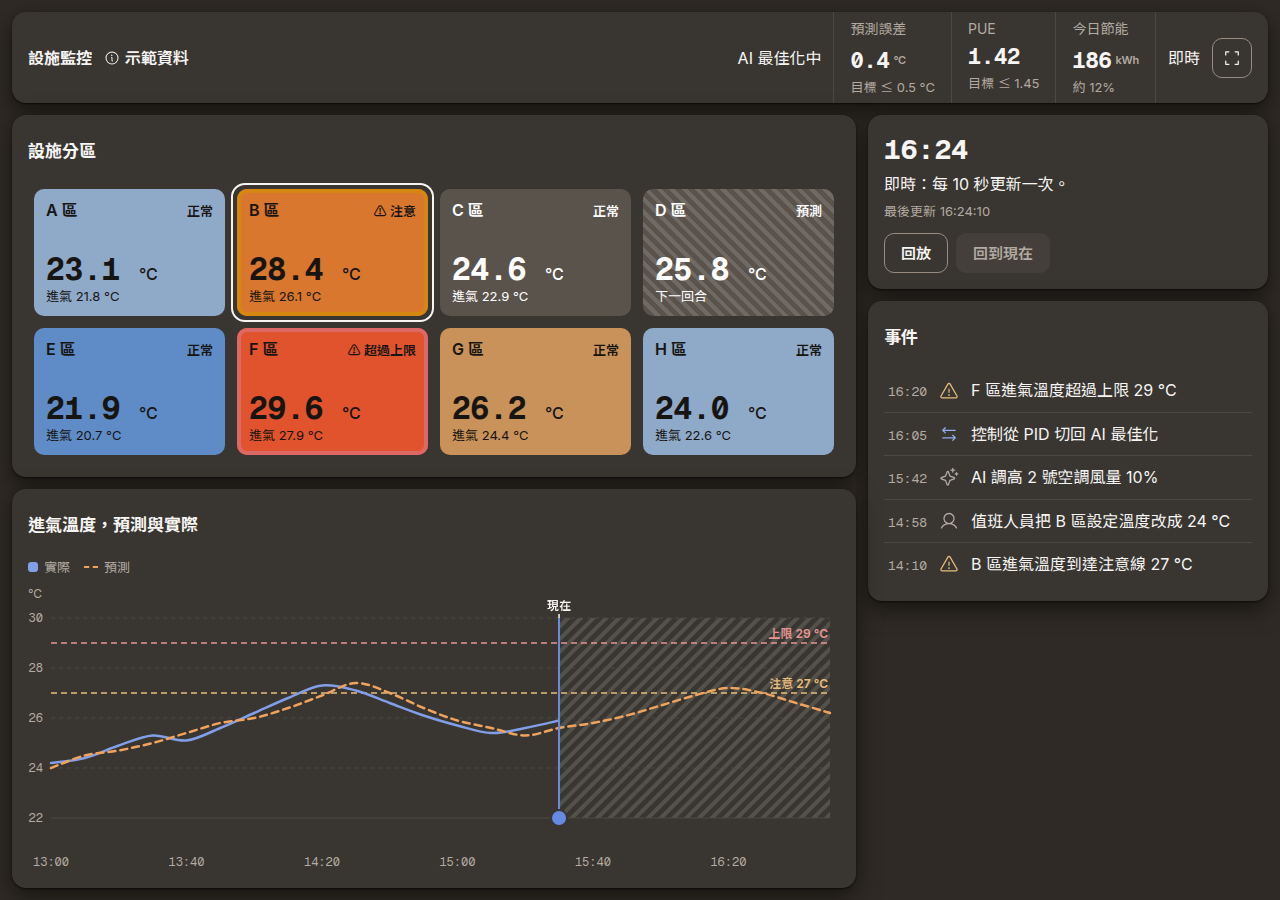 設施監控
示範資料
AI 最佳化中
預測誤差
0.4 °C
目標 ≤ 0.5 °C
PUE
1.42
目標 ≤ 1.45
今日節能
186 kWh
約 12%
即時
設施分區
A 區 正常
23.1 °C
進氣 21.8 °C
B 區 注意
28.4 °C
進氣 26.1 °C
C 區 正常
24.6 °C
進氣 22.9 °C
D 區 預測
25.8 °C
下一回合
E 區 正常
21.9 °C
進氣 20.7 °C
F 區 超過上限
29.6 °C
進氣 27.9 °C
G 區 正常
26.2 °C
進氣 24.4 °C
H 區 正常
24.0 °C
進氣 22.6 °C
進氣溫度，預測與實際
實際 預測
°C
現在
30
上限 29 °C
28
注意 27 °C
26
24
22
13:00 13:40 14:20 15:00 15:40 16:20
16:24
即時：每 10 秒更新一次。
最後更新 16:24:10
回放 回到現在
事件
16:20 F 區進氣溫度超過上限 29 °C
16:05 控制從 PID 切回 AI 最佳化
15:42 AI 調高 2 號空調風量 10%
14:58 值班人員把 B 區設定溫度改成 24 °C
14:10 B 區進氣溫度到達注意線 27 °C